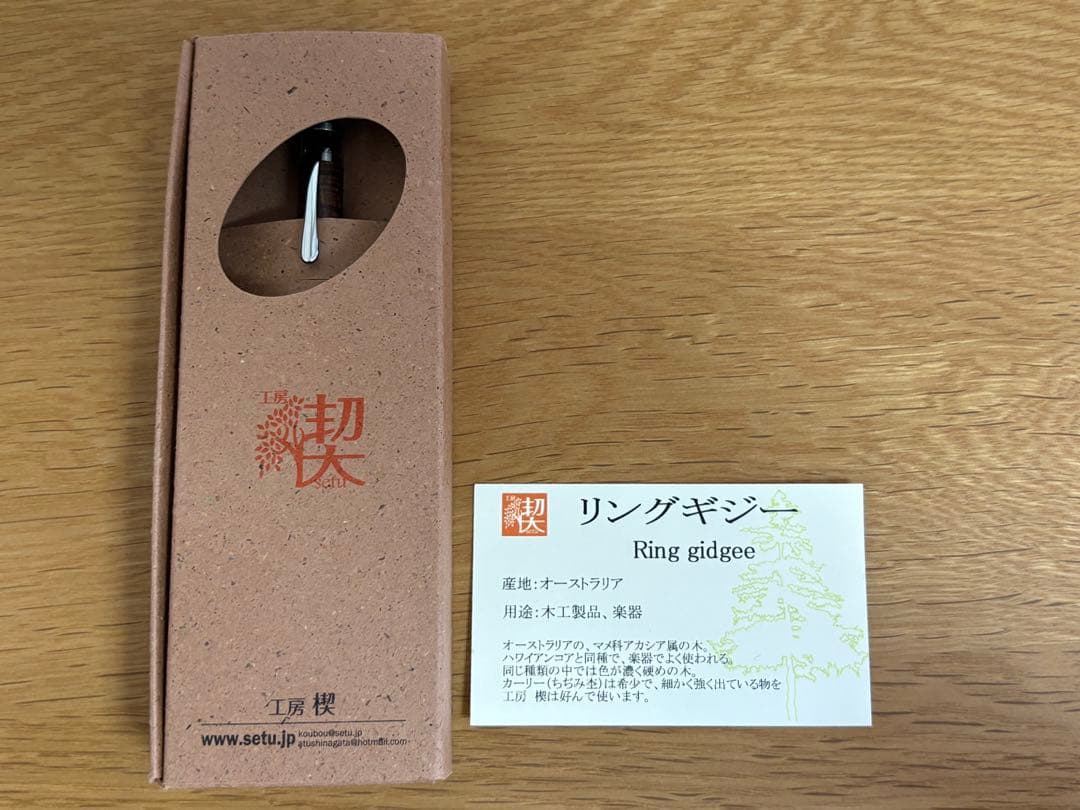 工房
楔
setu
工房 楔
www.setu.jp
koubou@setu.jp
atushinagata@hotmail.com
工房
楔
setu
リングギジー
Ring gidgee
産地：オーストラリア
用途：木工製品、楽器
オーストラリアの、マメ科アカシア属の木。
ハワイアンコアと同種で、楽器でよく使われる。
同じ種類の中では色が濃く硬めの木。
カーリー（ちぢみ杢）は希少で、細かく強く出ている物を
工房 楔は好んで使います。